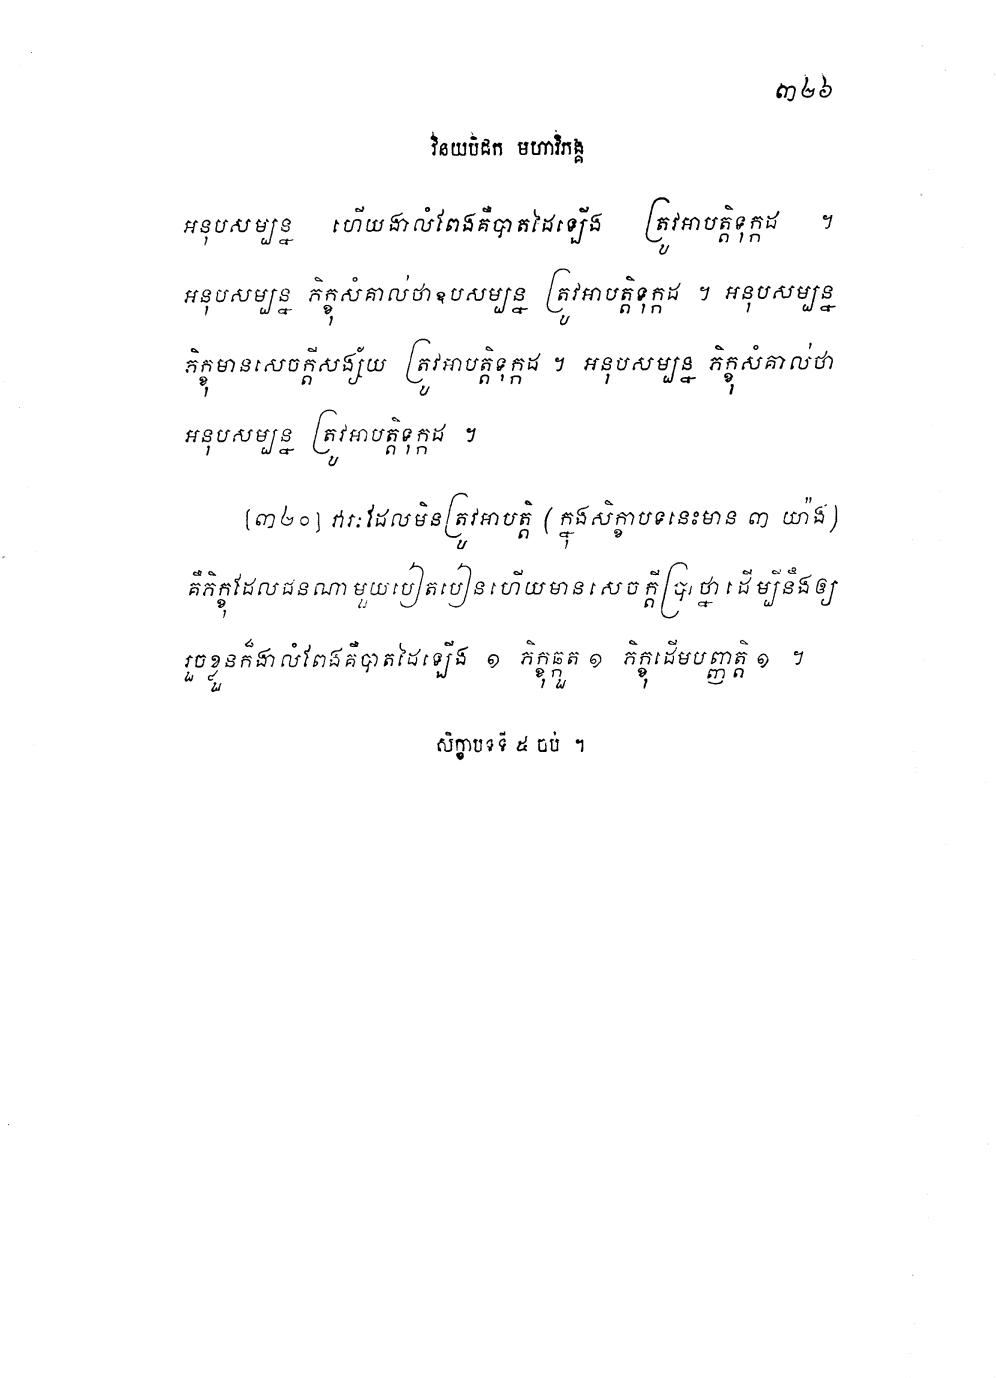 ៣២៦
វិនយបិដក មហាវិភង្គ
អនុបសម្បន្ន ហើយងាលំពែងគឺបាតដៃឡើង ត្រូវអាបត្តិទុក្កដ ។
អនុបសម្បន្ន ភិក្ខុសំគាល់ថាឧបសម្បន្ន ត្រូវអាបត្តិទុក្កដ ។ អនុបសម្បន្ន
ភិក្ខុមានសេចក្តីសង្ស័យ ត្រូវអាបត្តិទុក្កដ ។ អនុបសម្បន្ន ភិក្ខុសំគាល់ថា
អនុបសម្បន្ន ត្រូវអាបត្តិទុក្កដ ។
[៣២០] វារៈដែលមិនត្រូវអាបត្តិ (ក្នុងសិក្ខាបទនេះមាន ៣ យ៉ាង)
គឺភិក្ខុដែលជនណាមួយបៀតបៀនហើយមានសេចក្តីប្រាថ្នាដើម្បីនឹងឲ្យ
រួចខ្លួនក៏ងាលំពែងគឺបាតដៃឡើង ១ ភិក្ខុឆ្កួត ១ ភិក្ខុដើមបញ្ញត្តិ ១ ។
សិក្ខាបទទី ៥ ចប់ ។